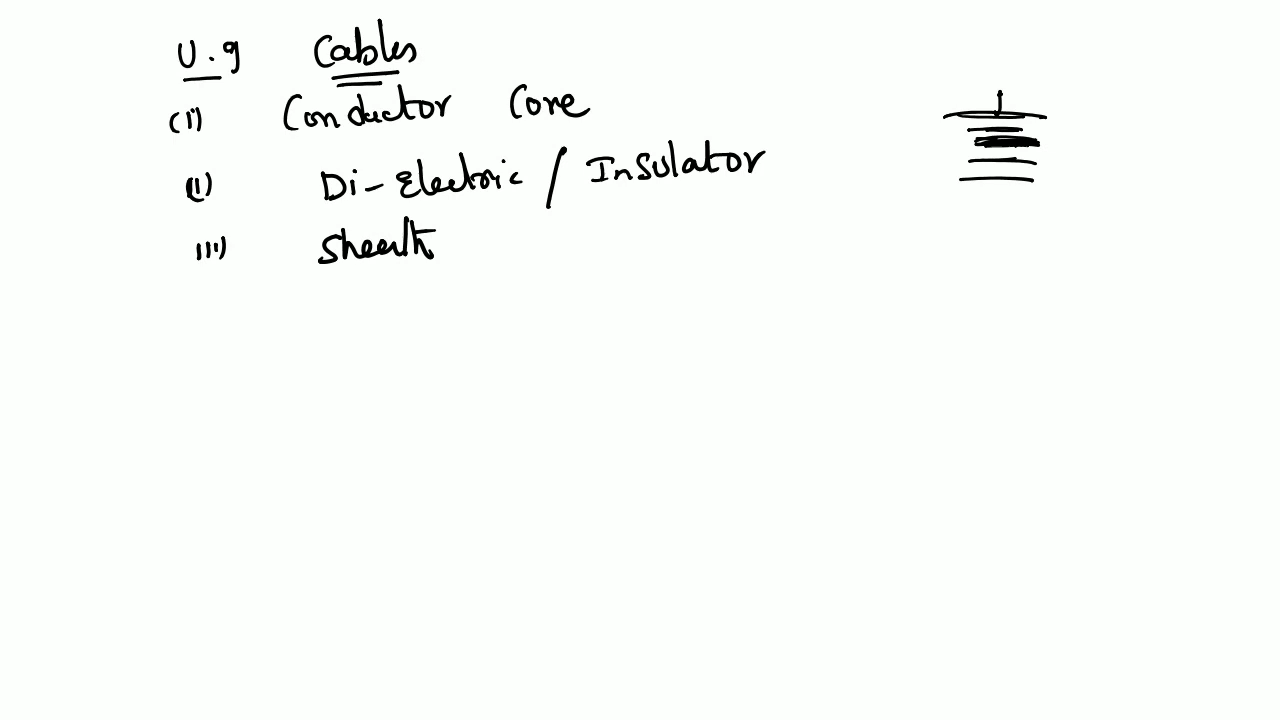 U.g Cables
(i) Conductor Core
(ii) Di-Electric / Insulator
iii) Sheath